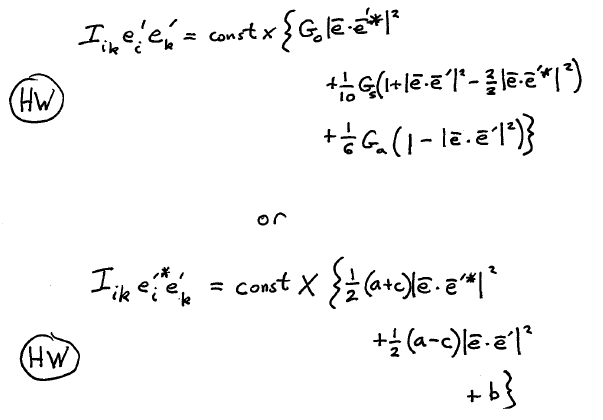 I_{ik} e'_i e'_k = const x {G_0 |ē·ē'*|²
+ 1/10 G_s (1+|ē·ē'|² - 2/2 |ē·ē'*|²)
HW
+ 1/6 G_a (1 - |ē·ē'|²)}
or
I_{ik} e'*_i e'_k = const X {1/2 (a+c)|ē·ē'*|²
+ 1/2 (a-c)|ē·ē'|²
HW
+ b}